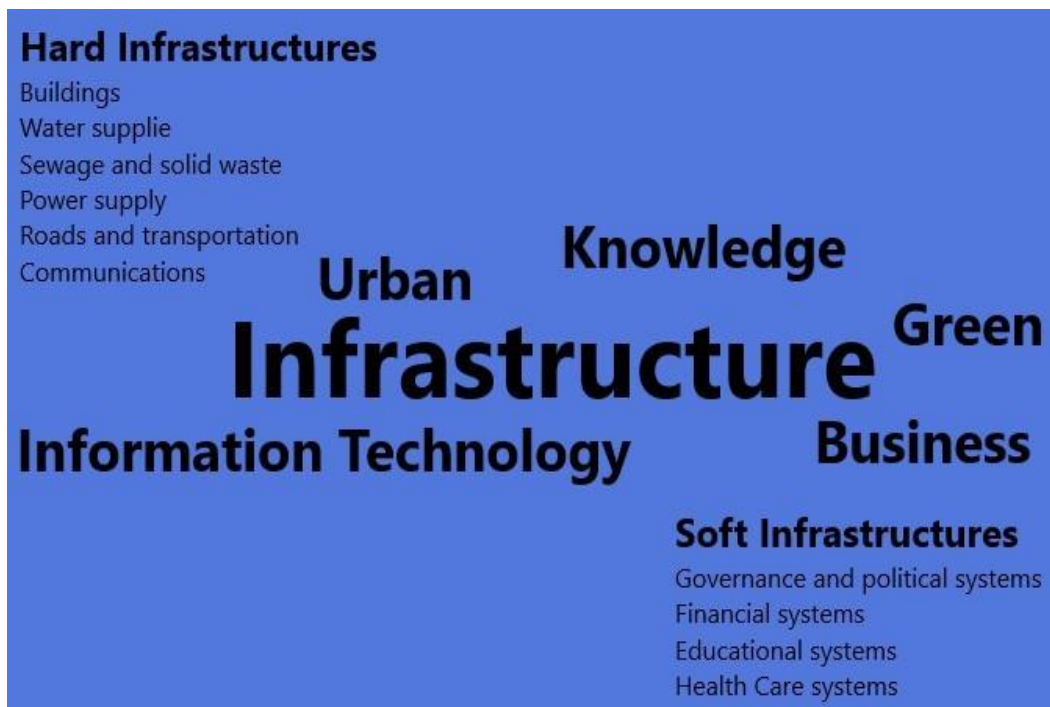 Hard Infrastructures
Buildings
Water supplie
Sewage and solid waste
Power supply
Roads and transportation
Communications
Urban
Knowledge
Infrastructure
Green
Information Technology
Business
Soft Infrastructures
Governance and political systems
Financial systems
Educational systems
Health Care systems